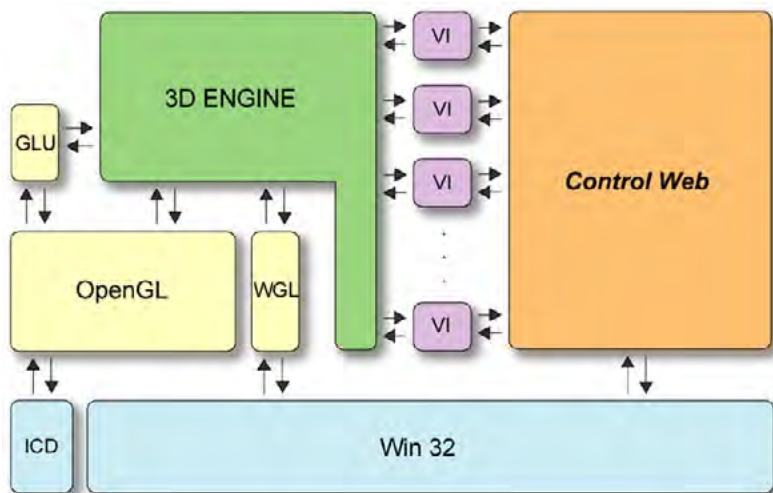 3D ENGINE
VI
VI
VI
VI
GLU
Control Web
OpenGL
WGL
ICD
Win 32